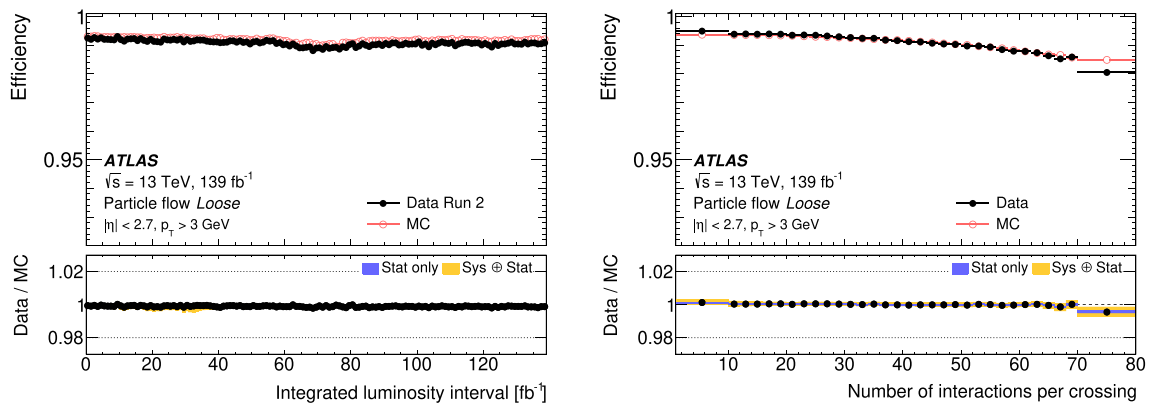 Efficiency
1
0.95
ATLAS
√s = 13 TeV, 139 fb⁻¹
Particle flow Loose
|η| < 2.7, p_T > 3 GeV
Data Run 2
MC
Data / MC
1.02
1
0.98
Stat only
Sys ⊕ Stat
0 20 40 60 80 100 120
Integrated luminosity interval [fb⁻¹]
Efficiency
1
0.95
ATLAS
√s = 13 TeV, 139 fb⁻¹
Particle flow Loose
|η| < 2.7, p_T > 3 GeV
Data
MC
Data / MC
1.02
1
0.98
Stat only
Sys ⊕ Stat
10 20 30 40 50 60 70 80
Number of interactions per crossing